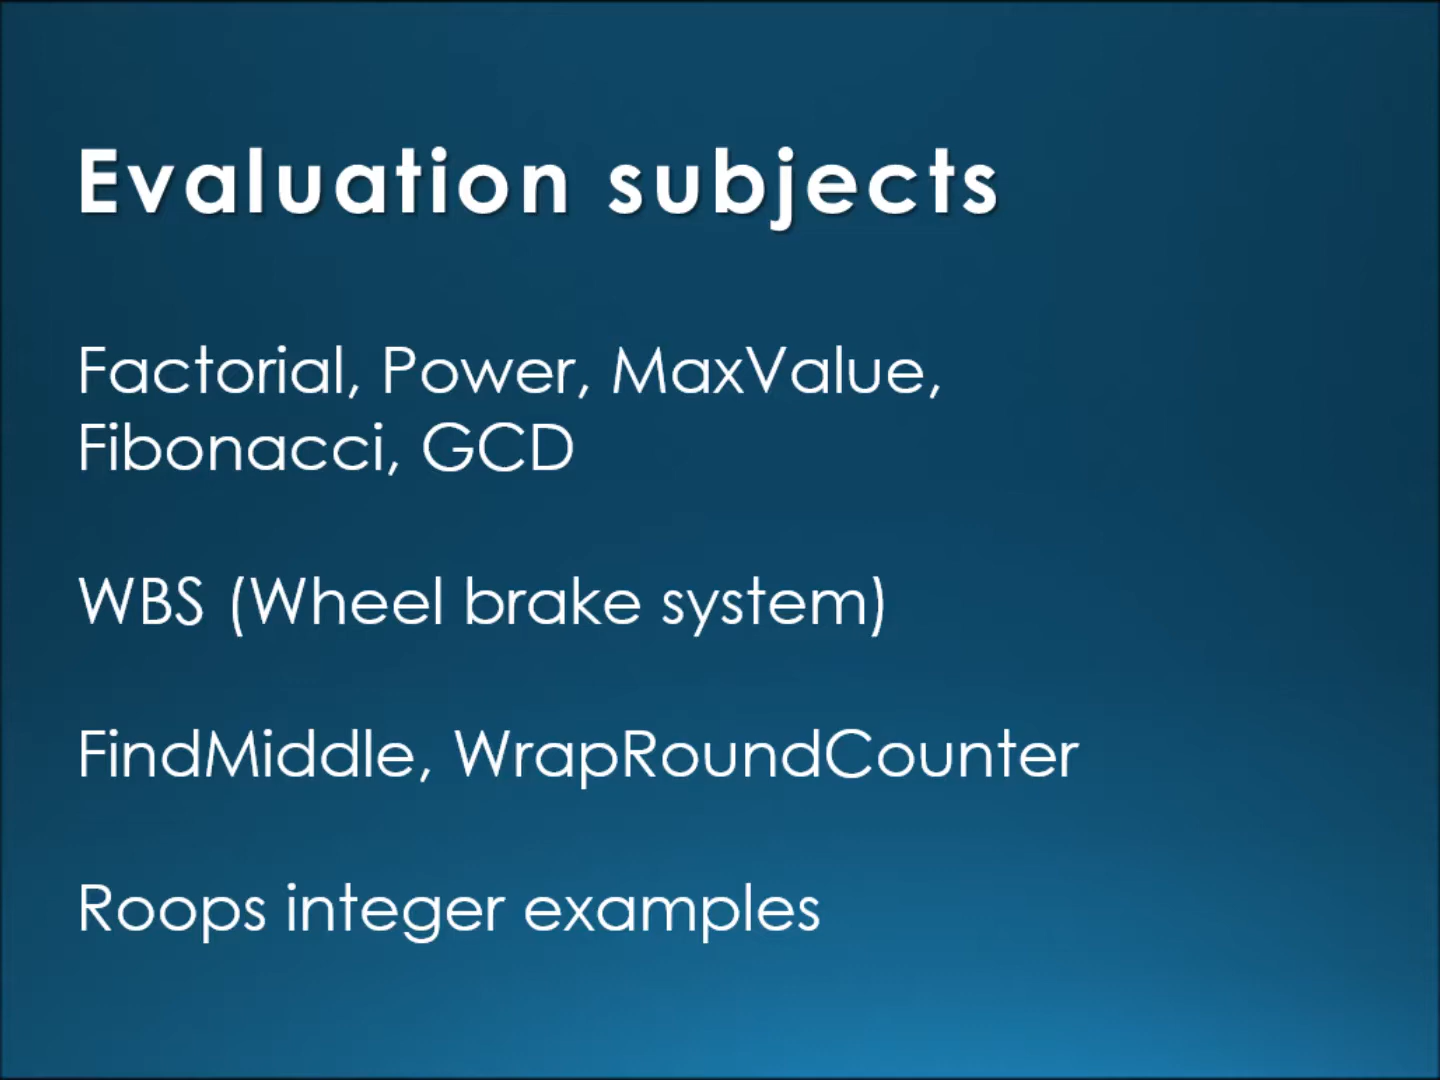 Evaluation subjects
Factorial, Power, MaxValue,
Fibonacci, GCD
WBS (Wheel brake system)
FindMiddle, WrapRoundCounter
Roops integer examples